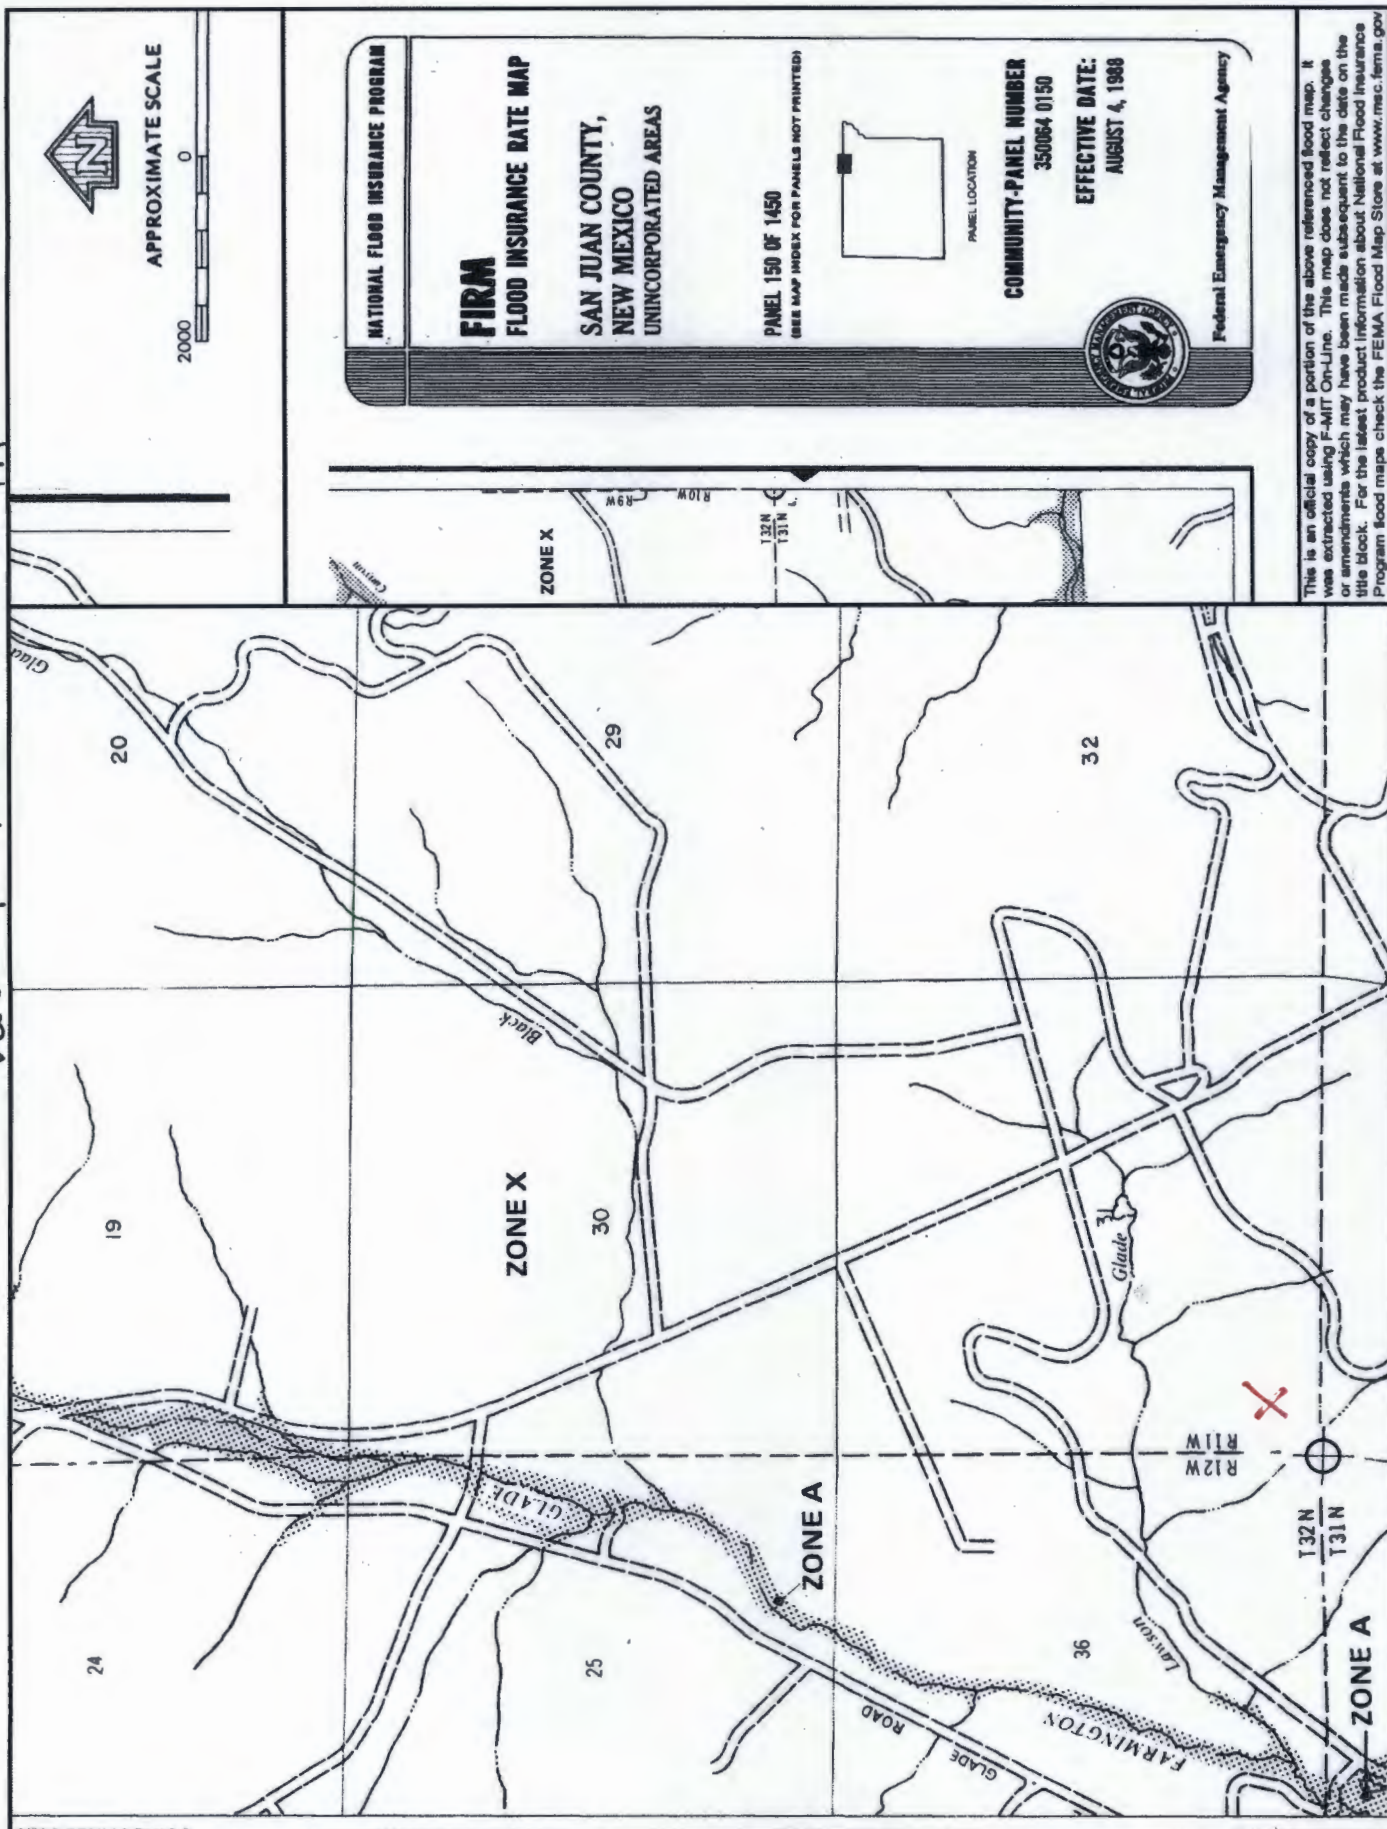 APPROXIMATE SCALE
2000 0
N
NATIONAL FLOOD INSURANCE PROGRAM
FIRM
FLOOD INSURANCE RATE MAP
SAN JUAN COUNTY,
NEW MEXICO
UNINCORPORATED AREAS
PANEL 150 OF 1450
(SEE MAP INDEX FOR PANELS NOT PRINTED)
PANEL LOCATION
COMMUNITY-PANEL NUMBER
350064 0150
EFFECTIVE DATE:
AUGUST 4, 1988
Federal Emergency Management Agency
This is an official copy of a portion of the above referenced flood map. It
was extracted using F-MIT On-Line. This map does not reflect changes
or amendments which may have been made subsequent to the date on the
title block. For the latest product information about National Flood Insurance
Program flood maps check the FEMA Flood Map Store at www.msc.fema.gov
ZONE X
R9W
R10W
T32N
T31N
Canyon
24
19
20
Glad
GLADE
Black
25
ZONE X
30
29
ZONE A
GLADE ROAD
FARMINGTON
36
Lawson
Glade
31
32
R11W
R12W
T32N
T31N
ZONE A